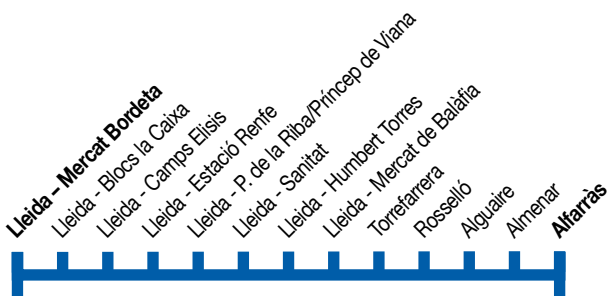 Lleida – Mercat Bordeta
Lleida - Blocs la Caixa
Lleida - Camps Elisis
Lleida - Estació Renfe
Lleida - P. de la Riba/Príncep de Viana
Lleida - Sanitat
Lleida - Humbert Torres
Lleida - Mercat de Balàfia
Torrefarrera
Rosselló
Alguaire
Almenar
Alfarràs